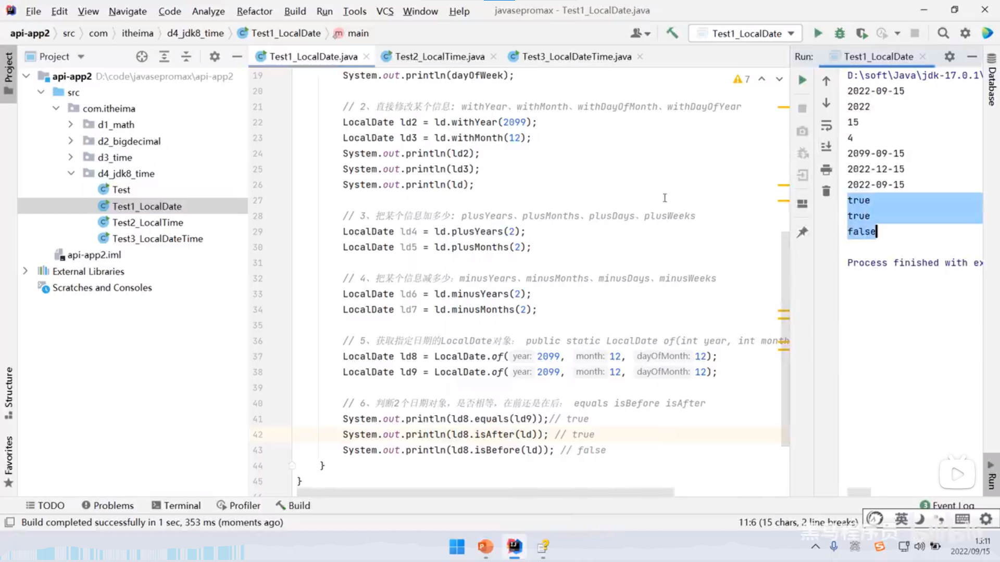 File Edit View Navigate Code Analyze Refactor Build Run Tools VCS Window Help javasepromax - Test1_LocalDate.java
api-app2 src com itheima d4_jdk8_time Test1_LocalDate main
Test1_LocalDate
Project
Test1_LocalDate.java Test2_LocalTime.java Test3_LocalDateTime.java
Run: Test1_LocalDate
Project
Structure
Favorites
api-app2 D:\code\javasepromax\api-app2
src
com.itheima
d1_math
d2_bigdecimal
d3_time
d4_jdk8_time
Test
Test1_LocalDate
Test2_LocalTime
Test3_LocalDateTime
api-app2.iml
External Libraries
Scratches and Consoles
7
19 System.out.println(dayOfWeek);
20
21 // 2、直接修改某个信息: withYear、withMonth、withDayOfMonth、withDayOfYear
22 LocalDate ld2 = ld.withYear(2099);
23 LocalDate ld3 = ld.withMonth(12);
24 System.out.println(ld2);
25 System.out.println(ld3);
26 System.out.println(ld);
27
28 // 3、把某个信息加多少: plusYears、plusMonths、plusDays、plusWeeks
29 LocalDate ld4 = ld.plusYears(2);
30 LocalDate ld5 = ld.plusMonths(2);
31
32 // 4、把某个信息减多少: minusYears、minusMonths、minusDays、minusWeeks
33 LocalDate ld6 = ld.minusYears(2);
34 LocalDate ld7 = ld.minusMonths(2);
35
36 // 5、获取指定日期的LocalDate对象: public static LocalDate of(int year, int month
37 LocalDate ld8 = LocalDate.of( year: 2099, month: 12, dayOfMonth: 12);
38 LocalDate ld9 = LocalDate.of( year: 2099, month: 12, dayOfMonth: 12);
39
40 // 6、判断2个日期对象，是否相等，在前还是在后: equals isBefore isAfter
41 System.out.println(ld8.equals(ld9));// true
42 System.out.println(ld8.isAfter(ld)); // true
43 System.out.println(ld8.isBefore(ld)); // false
44 }
45 }
D:\soft\Java\jdk-17.0.1\
2022-09-15
2022
15
4
2099-09-15
2022-12-15
2022-09-15
true
true
false
Process finished with ex
Database
Run
TODO Problems Terminal Profiler Build
3 Event Log
Build completed successfully in 1 sec, 353 ms (moments ago)
11:6 (15 chars, 2 line breaks)
英
黑马程序员
英
13:11
2022/09/15